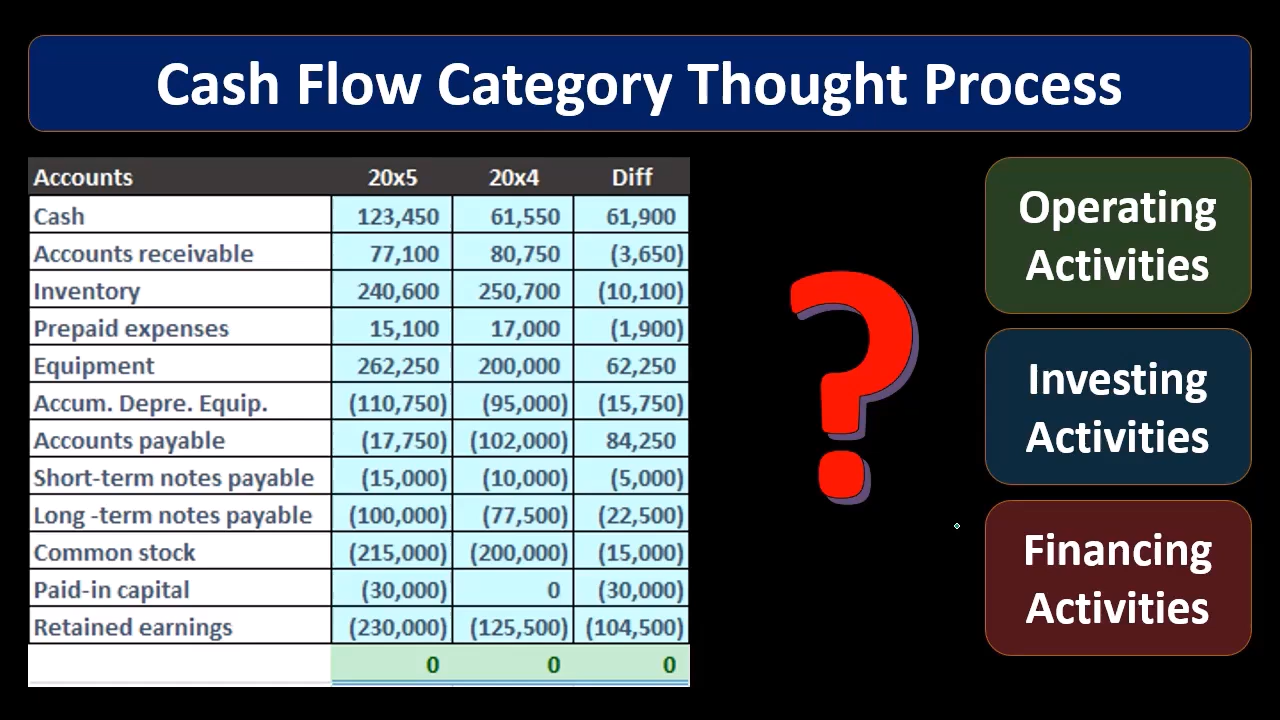 Cash Flow Category Thought Process
Accounts 20x5 20x4 Diff
Cash 123,450 61,550 61,900
Accounts receivable 77,100 80,750 (3,650)
Inventory 240,600 250,700 (10,100)
Prepaid expenses 15,100 17,000 (1,900)
Equipment 262,250 200,000 62,250
Accum. Depre. Equip. (110,750) (95,000) (15,750)
Accounts payable (17,750) (102,000) 84,250
Short-term notes payable (15,000) (10,000) (5,000)
Long -term notes payable (100,000) (77,500) (22,500)
Common stock (215,000) (200,000) (15,000)
Paid-in capital (30,000) 0 (30,000)
Retained earnings (230,000) (125,500) (104,500)
0 0 0
?
Operating
Activities
Investing
Activities
Financing
Activities